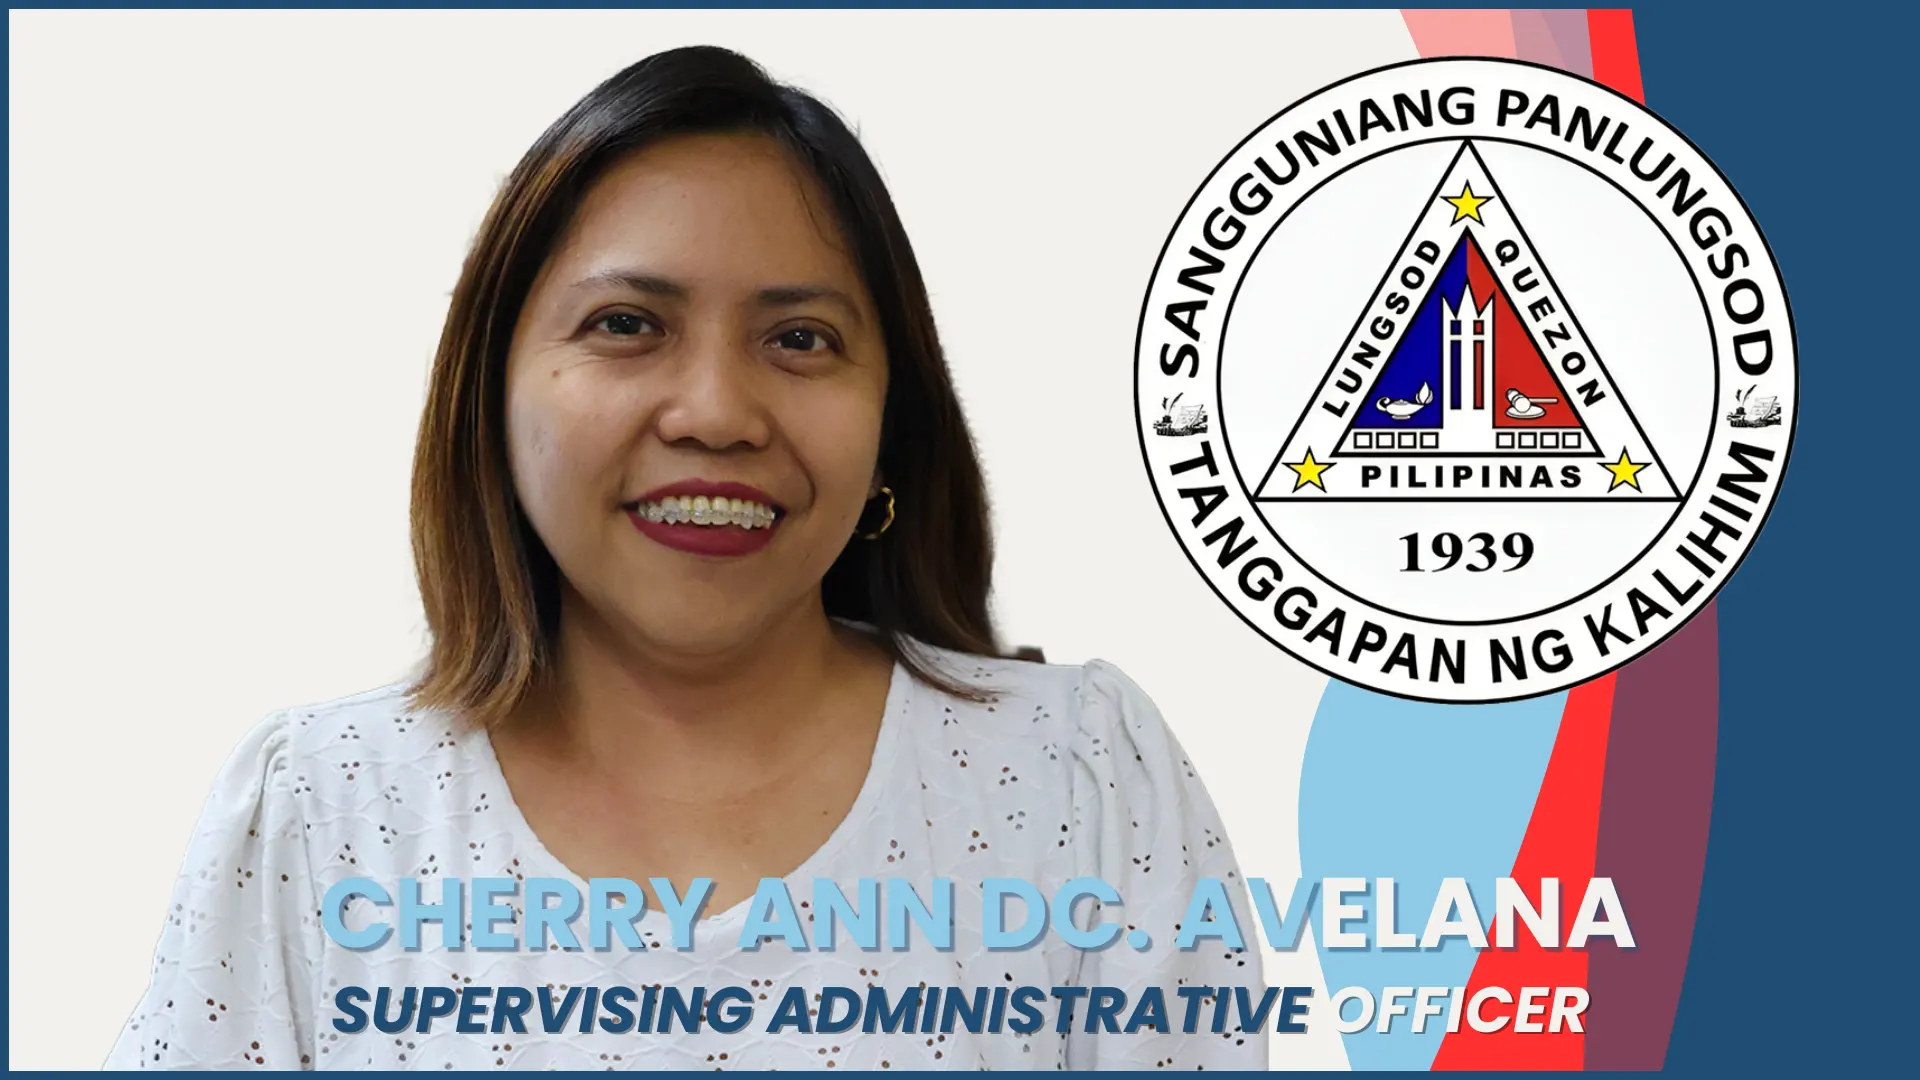 SANGGUNIANG PANLUNGSOD
LUNGSOD QUEZON
PILIPINAS
1939
TANGGAPAN NG KALIHIM
CHERRY ANN DC. AVELANA
SUPERVISING ADMINISTRATIVE OFFICER